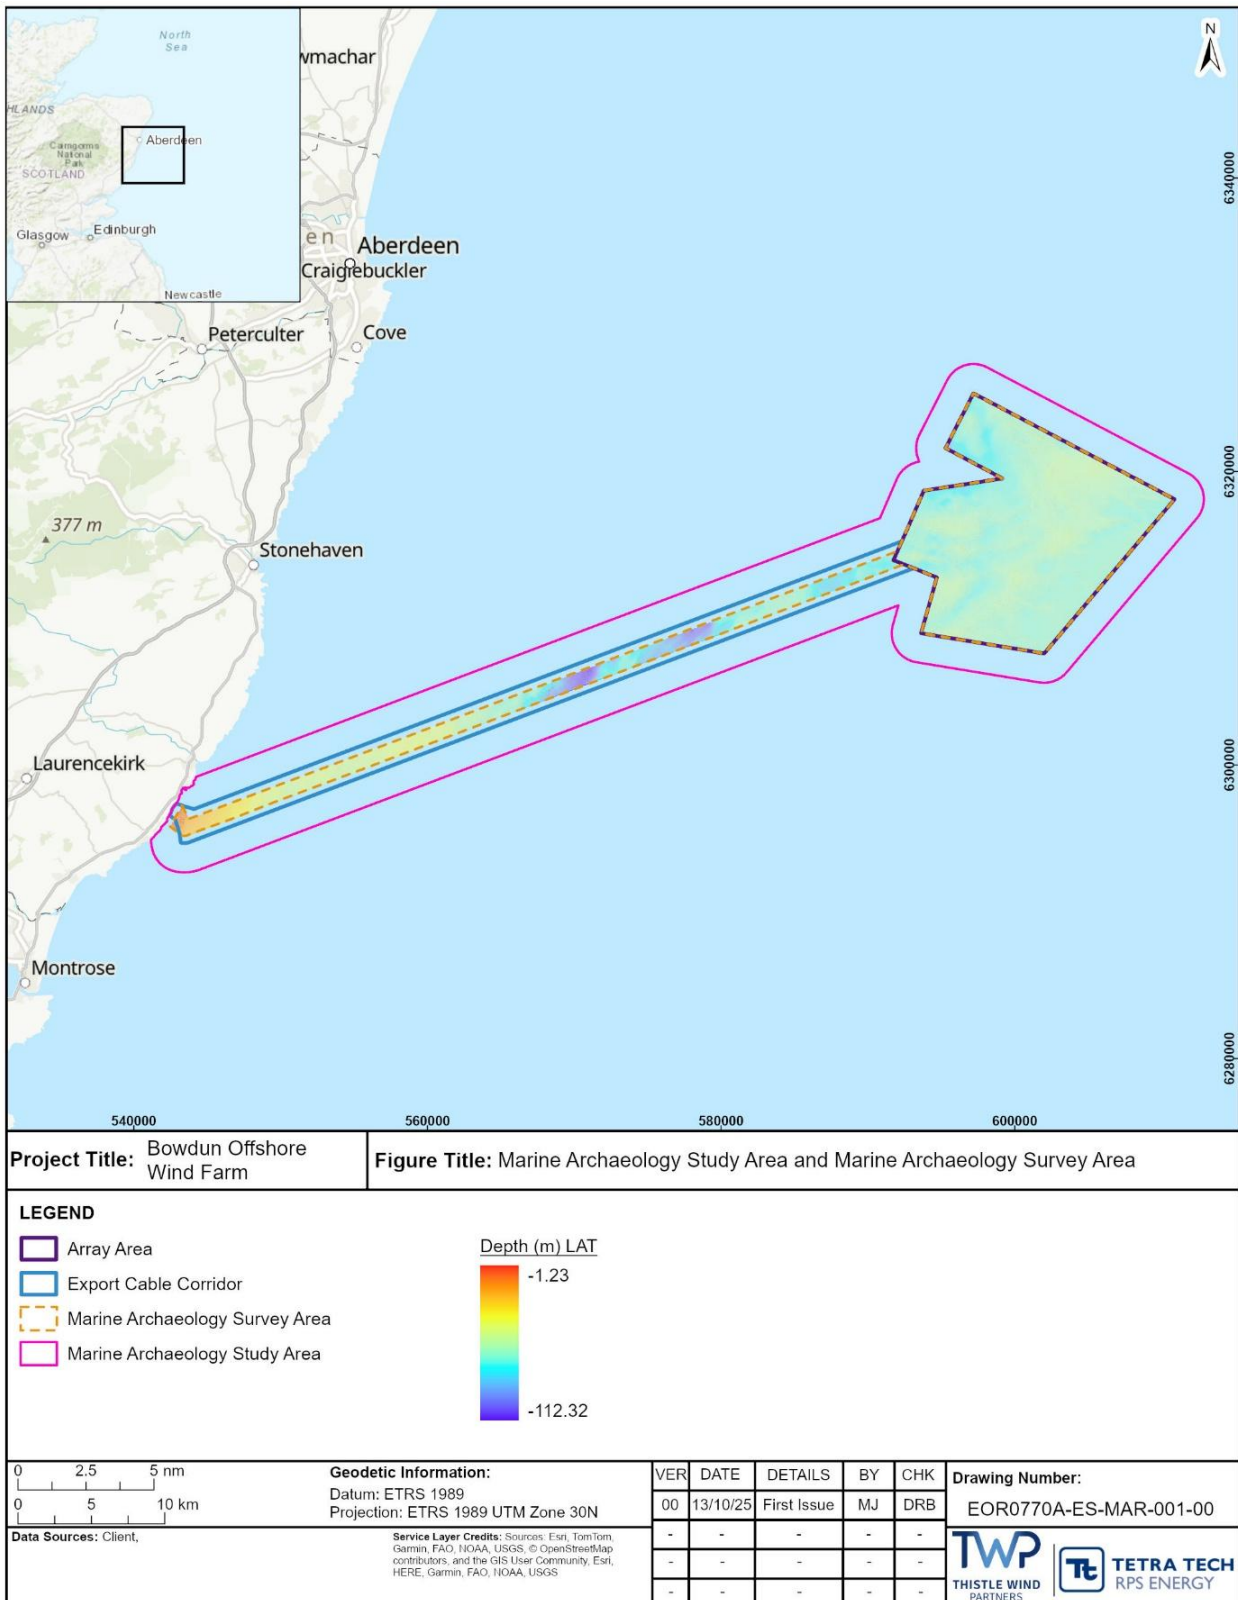 North
Sea
HLANDS
Cairngorms
National
Park
SCOTLAND
Aberdeen
Glasgow
Edinburgh
Newcastle
wmachar
N
en
Aberdeen
Craigiebuckler
Peterculter
Cove
377 m
Stonehaven
Laurencekirk
Montrose
6340000
6320000
6300000
6280000
540000
560000
580000
600000
Project Title: Bowdun Offshore
Wind Farm
Figure Title: Marine Archaeology Study Area and Marine Archaeology Survey Area
LEGEND
Array Area
Export Cable Corridor
Marine Archaeology Survey Area
Marine Archaeology Study Area
Depth (m) LAT
-1.23
-112.32
0 2.5 5 nm
0 5 10 km
Data Sources: Client,
Geodetic Information:
Datum: ETRS 1989
Projection: ETRS 1989 UTM Zone 30N
Service Layer Credits: Sources: Esri, TomTom,
Garmin, FAO, NOAA, USGS, © OpenStreetMap
contributors, and the GIS User Community, Esri,
HERE, Garmin, FAO, NOAA, USGS
VER DATE DETAILS BY CHK
00 13/10/25 First Issue MJ DRB
- - - - -
- - - - -
- - - - -
Drawing Number:
EOR0770A-ES-MAR-001-00
TWP
THISTLE WIND
PARTNERS
Tt
TETRA TECH
RPS ENERGY